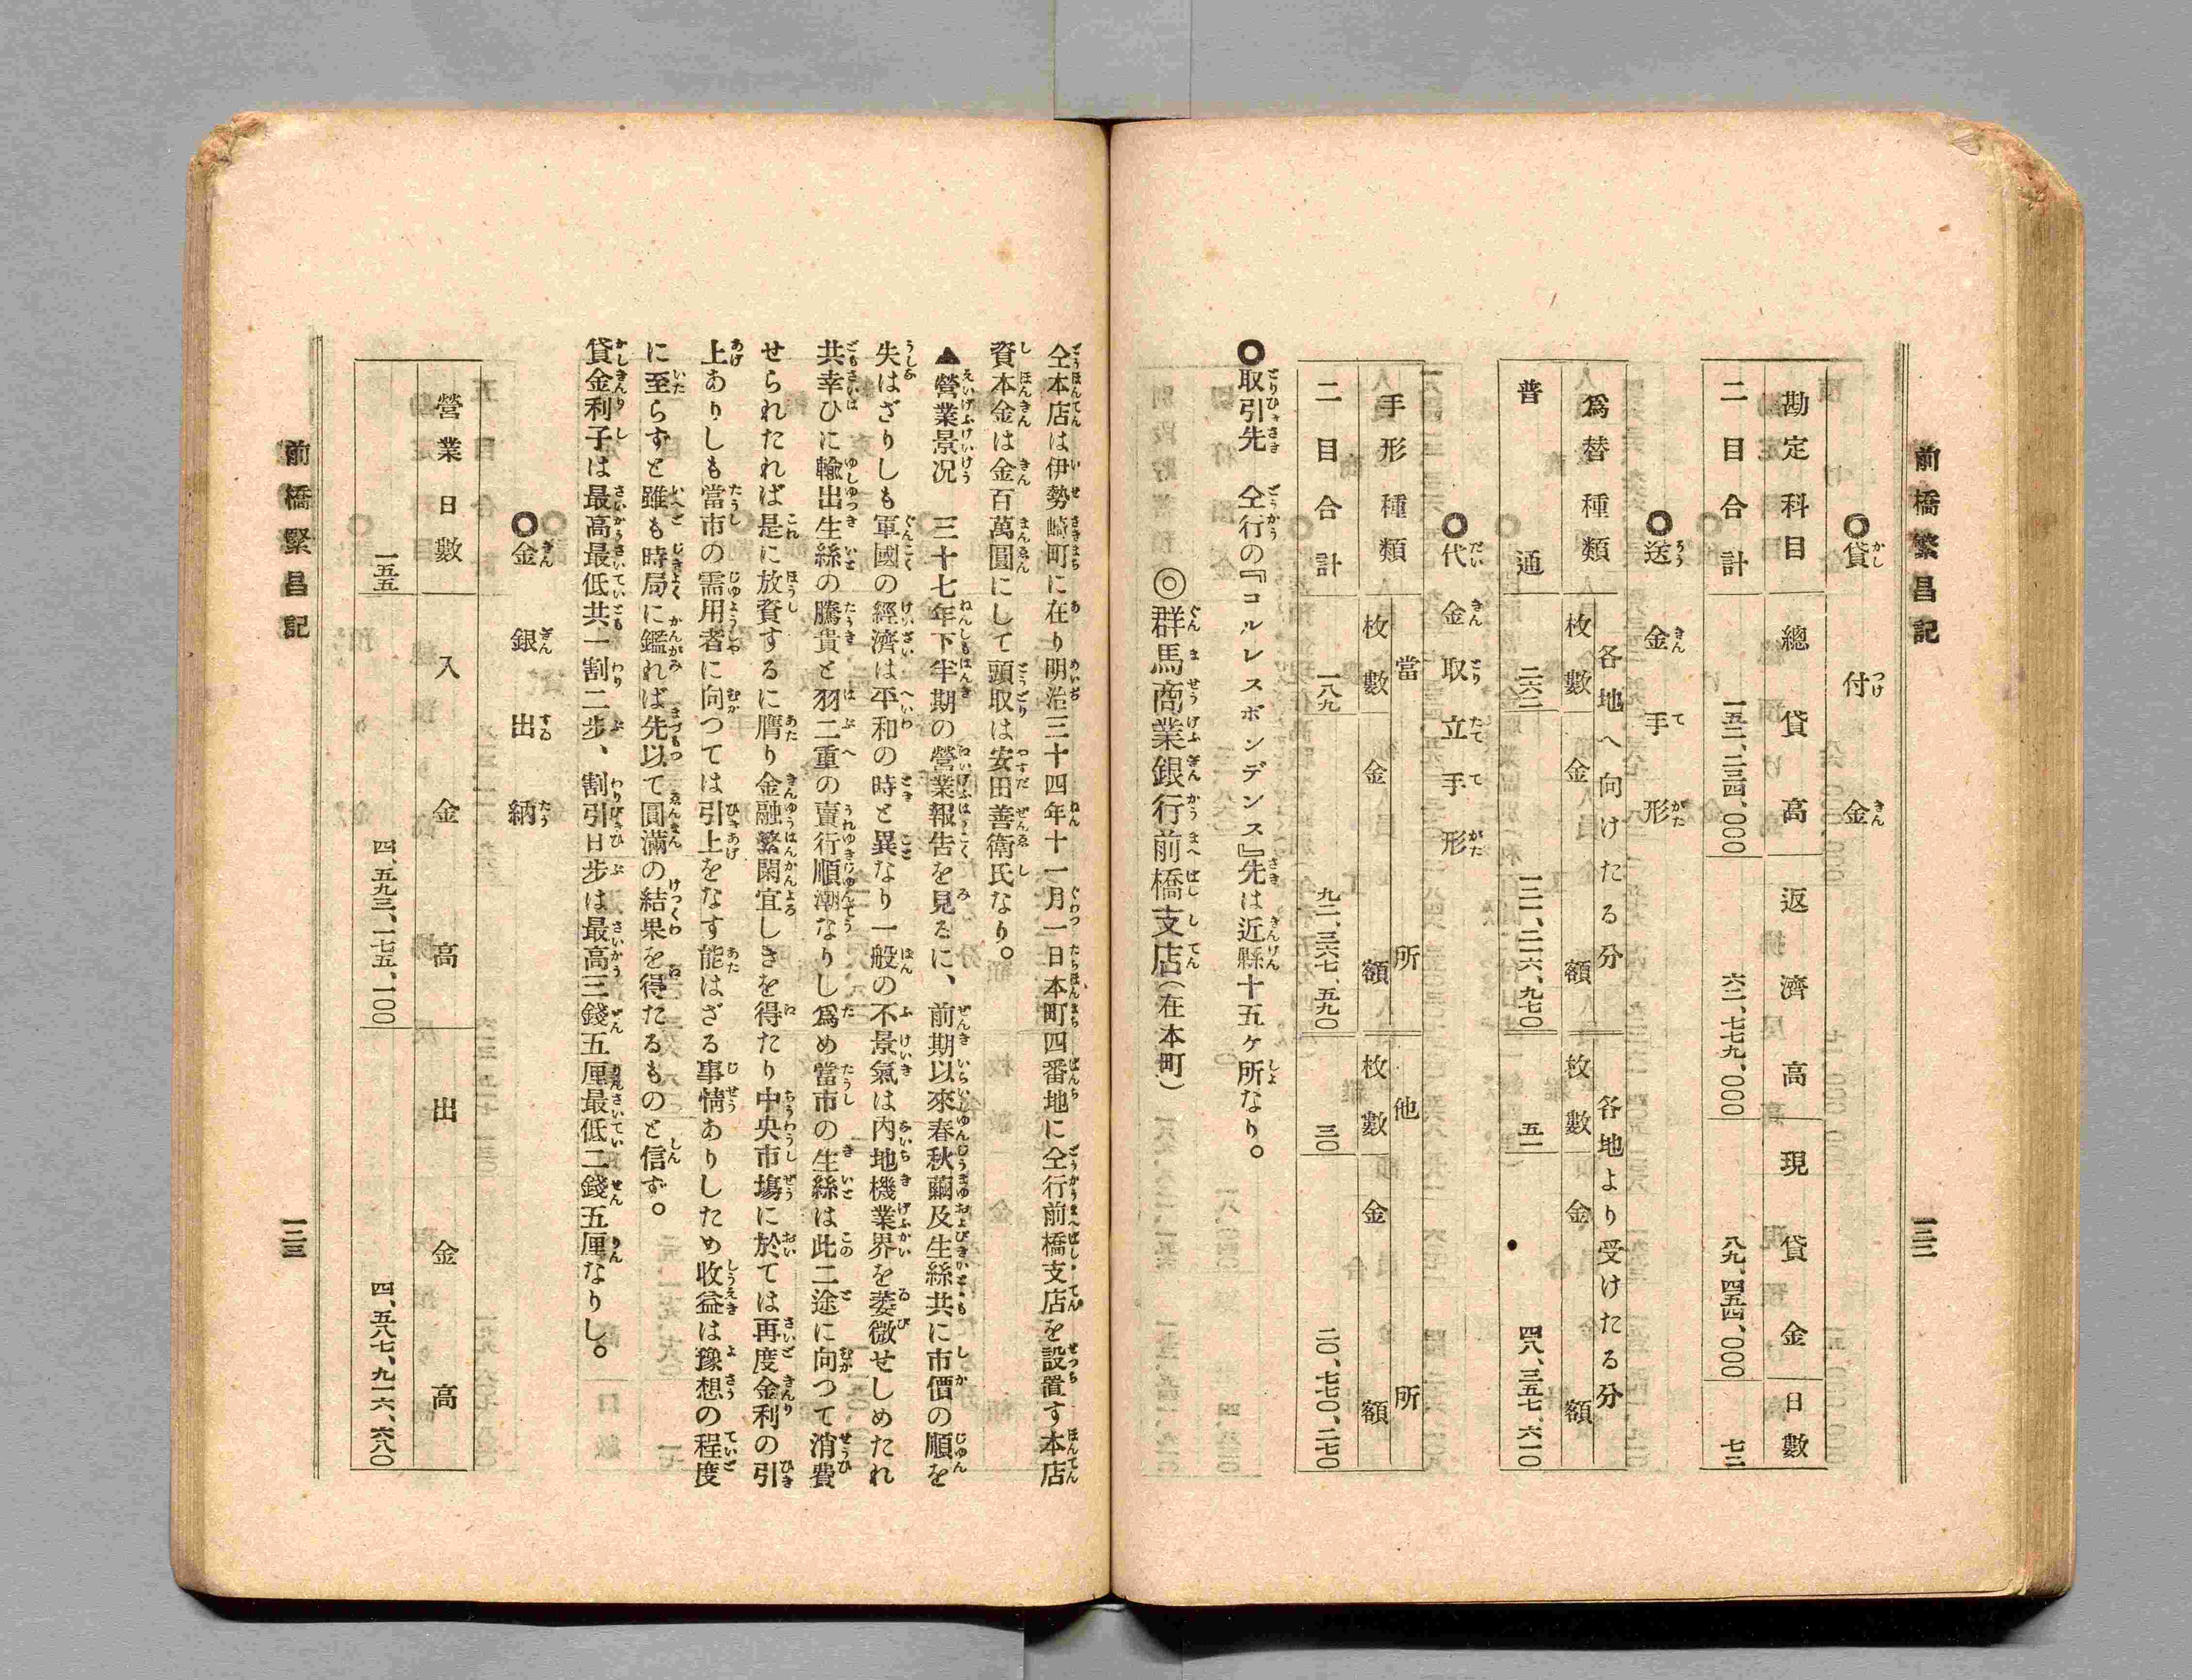 前橋繁昌記
一二二
○貸付金
勘定科目 總貸高 返濟高 現貸金 日數
二目合計 一五二、二三四、〇〇〇 六二、七七九、〇〇〇 八九、四五四、〇〇〇 七二
○送金手形
爲替種類 各地へ向けたる分 各地より受けたる分
枚數 金額 枚數 金額
普通 二六二 一二一、二二六、九七〇 五一 四八、三五七、六一〇
○代金取立手形
手形種類 當所 他所
枚數 金額 枚數 金額
二目合計 一八九 九二、三六七、五九〇 三〇 二〇、七七〇、二七〇
○取引先 仝行の『コルレスポンデンス』先は近縣十五ヶ所なり。
◎群馬商業銀行前橋支店(在本町)
仝本店は伊勢崎町に在り明治三十四年十一月一日本町四番地に仝行前橋支店を設置す本店
資本金は金百萬圓にして頭取は安田善衛氏なり。
▲營業景況 三十七年下半期の營業報告を見るに、前期以來春秋繭及生絲共に市價の順を
失はざりしも軍國の經濟は平和の時と異なり一般の不景氣は内地機業界を萎微せしめたれ
共幸ひに輸出生絲の騰貴と羽二重の賣行順潮なりし爲め當市の生絲は此二途に向つて消費
せられたれば是に放資するに膺り金融繁閑宜しきを得たり中央市塲に於ては再度金利の引
上ありしも當市の需用者に向つては引上をなす能はざる事情ありしため收益は豫想の程度
に至らずと雖も時局に鑑れば先以て圓滿の結果を得たるものと信ず。
貸金利子は最高最低共一割二步、割引日步は最高三錢五厘最低二錢五厘なりし。
○金銀出納
營業日數 入金高 出金高
一五五 四、五九三、一七五、一〇〇 四、五八七、九一六、六八〇
前橋緊昌記
一二三